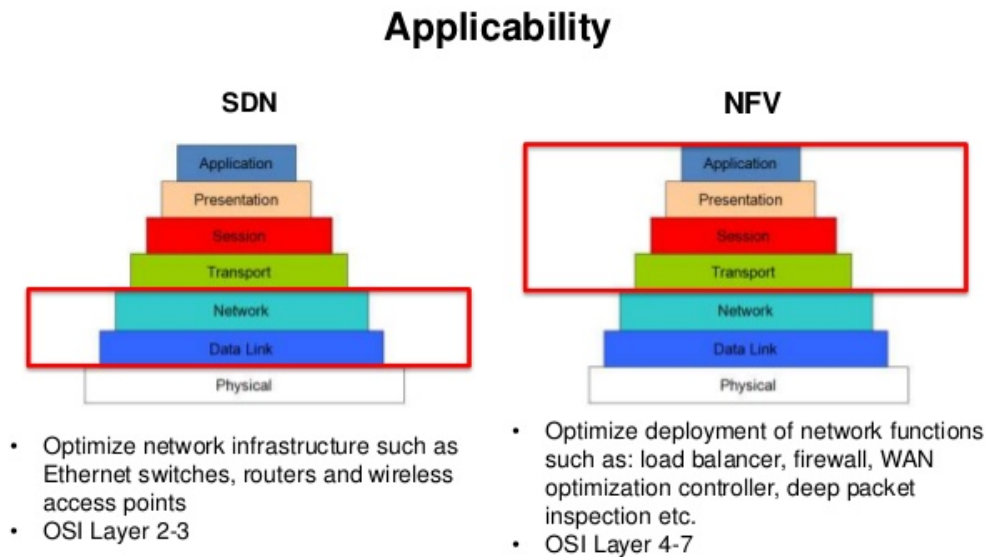 Applicability
SDN
Application
Presentation
Session
Transport
Network
Data Link
Physical
• Optimize network infrastructure such as
Ethernet switches, routers and wireless
access points
• OSI Layer 2-3
NFV
Application
Presentation
Session
Transport
Network
Data Link
Physical
• Optimize deployment of network functions
such as: load balancer, firewall, WAN
optimization controller, deep packet
inspection etc.
• OSI Layer 4-7